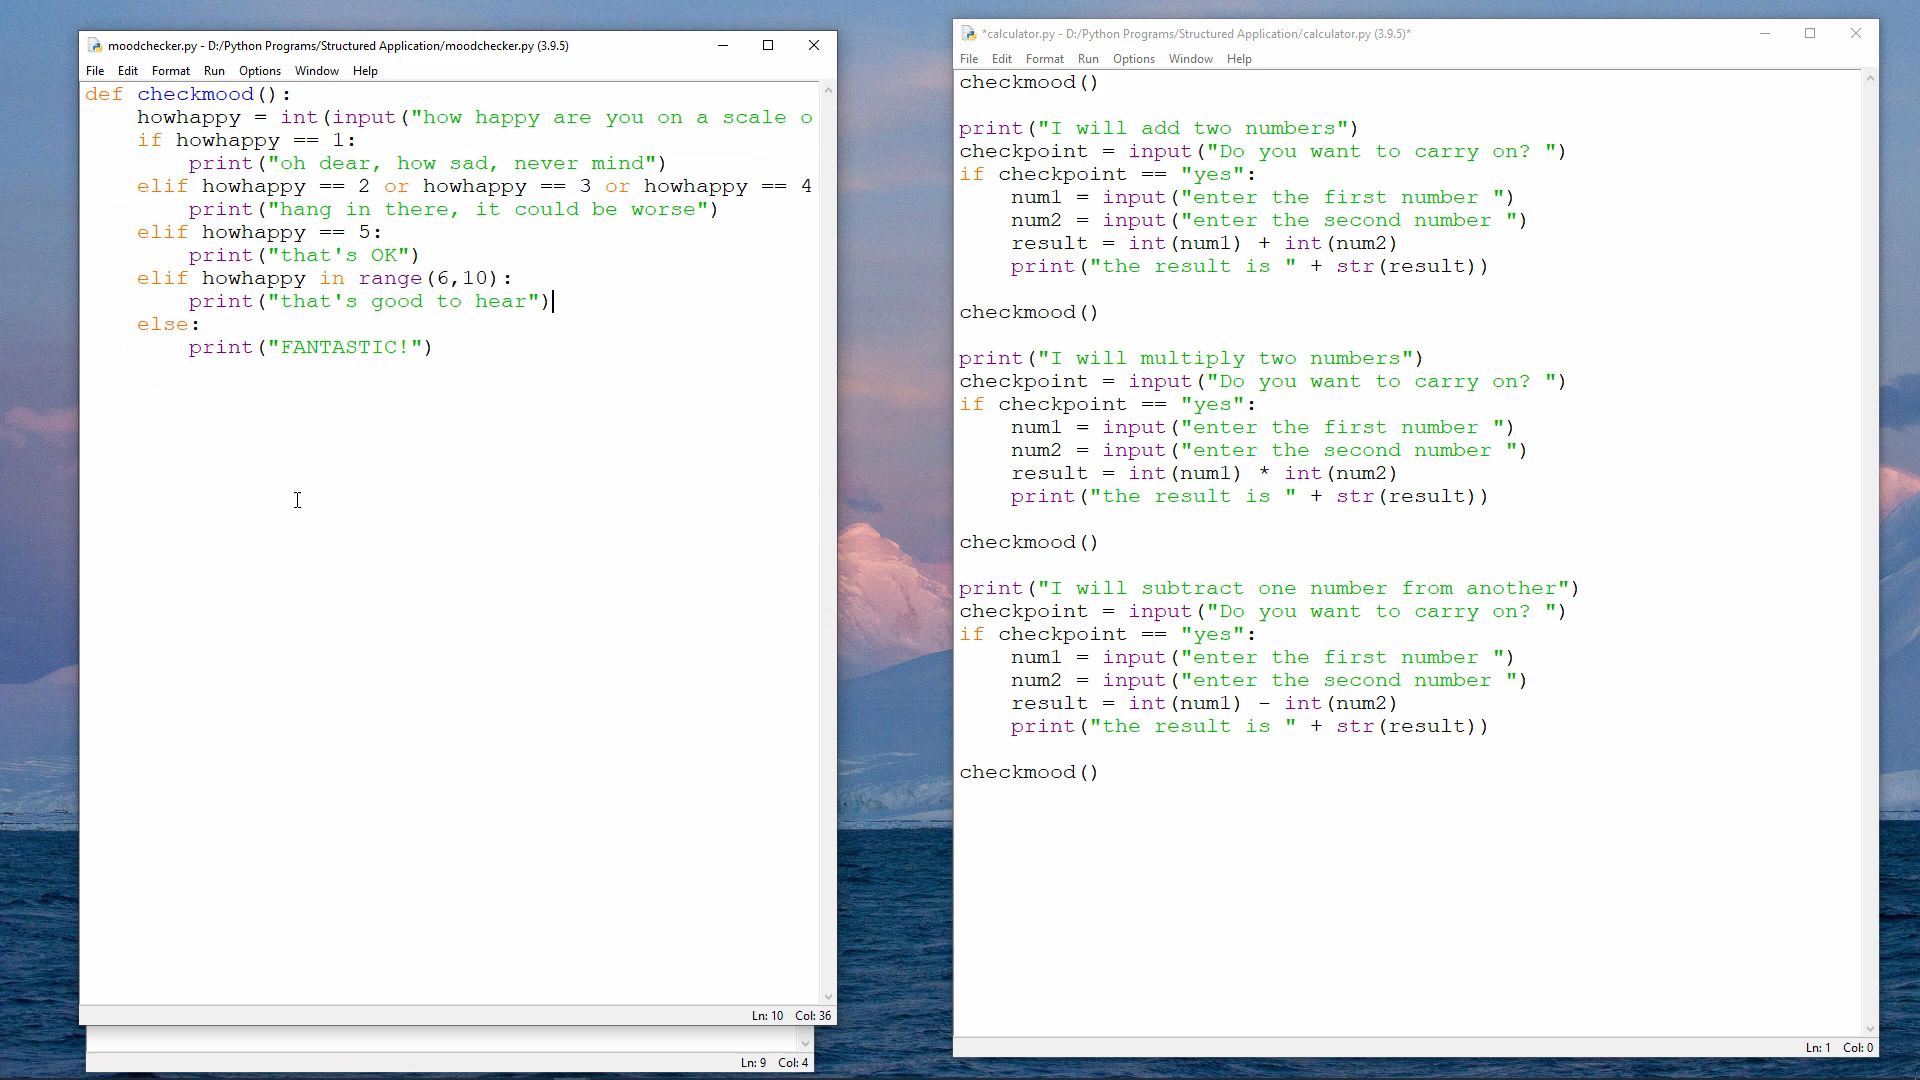 moodchecker.py - D:/Python Programs/Structured Application/moodchecker.py (3.9.5)
File Edit Format Run Options Window Help
def checkmood():
    howhappy = int(input("how happy are you on a scale o
    if howhappy == 1:
        print("oh dear, how sad, never mind")
    elif howhappy == 2 or howhappy == 3 or howhappy == 4
        print("hang in there, it could be worse")
    elif howhappy == 5:
        print("that's OK")
    elif howhappy in range(6,10):
        print("that's good to hear")
    else:
        print("FANTASTIC!")
Ln: 10 Col: 36
Ln: 9 Col: 4
*calculator.py - D:/Python Programs/Structured Application/calculator.py (3.9.5)*
File Edit Format Run Options Window Help
checkmood()
print("I will add two numbers")
checkpoint = input("Do you want to carry on? ")
if checkpoint == "yes":
    num1 = input("enter the first number ")
    num2 = input("enter the second number ")
    result = int(num1) + int(num2)
    print("the result is " + str(result))
checkmood()
print("I will multiply two numbers")
checkpoint = input("Do you want to carry on? ")
if checkpoint == "yes":
    num1 = input("enter the first number ")
    num2 = input("enter the second number ")
    result = int(num1) * int(num2)
    print("the result is " + str(result))
checkmood()
print("I will subtract one number from another")
checkpoint = input("Do you want to carry on? ")
if checkpoint == "yes":
    num1 = input("enter the first number ")
    num2 = input("enter the second number ")
    result = int(num1) - int(num2)
    print("the result is " + str(result))
checkmood()
Ln: 1 Col: 0